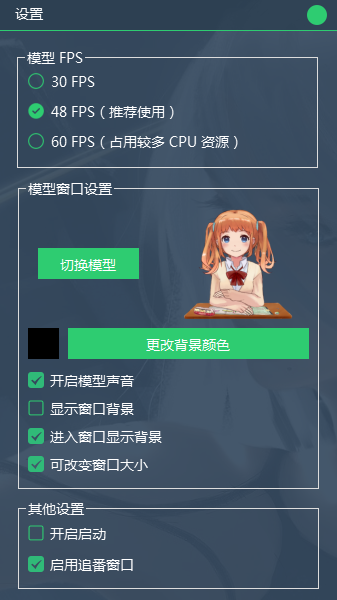 设置
模型 FPS
30 FPS
48 FPS（推荐使用）
60 FPS（占用较多 CPU 资源）
模型窗口设置
切换模型
更改背景颜色
开启模型声音
显示窗口背景
进入窗口显示背景
可改变窗口大小
其他设置
开启启动
启用追番窗口